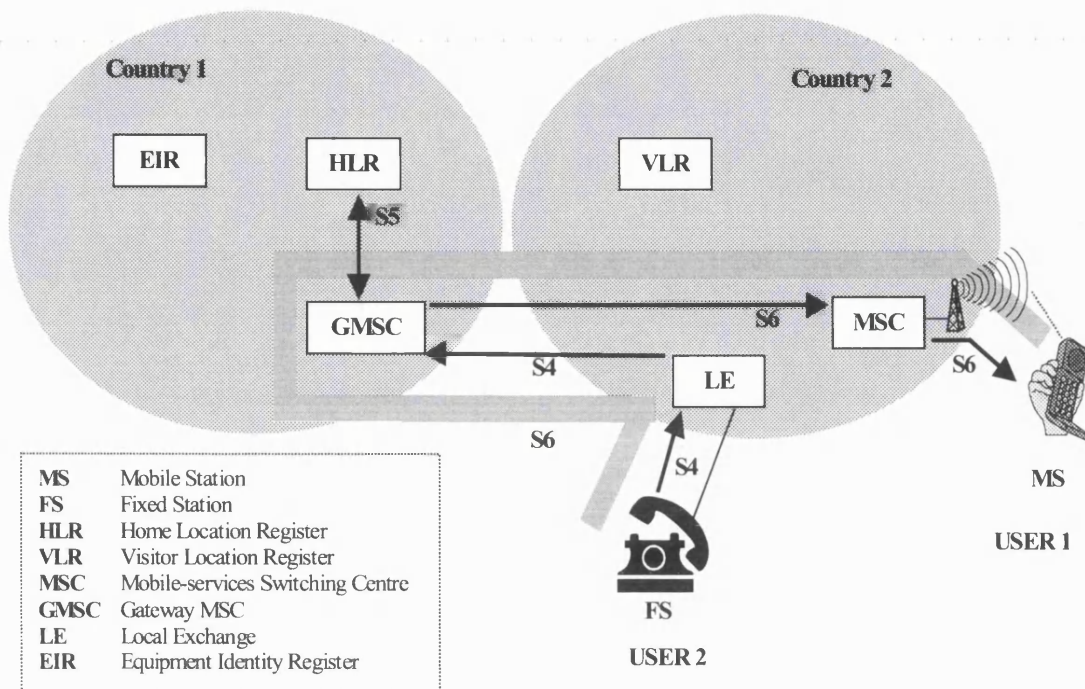 Country 1
Country 2
EIR
HLR
VLR
S5
GMSC
S6
MSC
S4
LE
S6
S6
S4
MS
USER 1
FS
USER 2
MS Mobile Station
FS Fixed Station
HLR Home Location Register
VLR Visitor Location Register
MSC Mobile-services Switching Centre
GMSC Gateway MSC
LE Local Exchange
EIR Equipment Identity Register